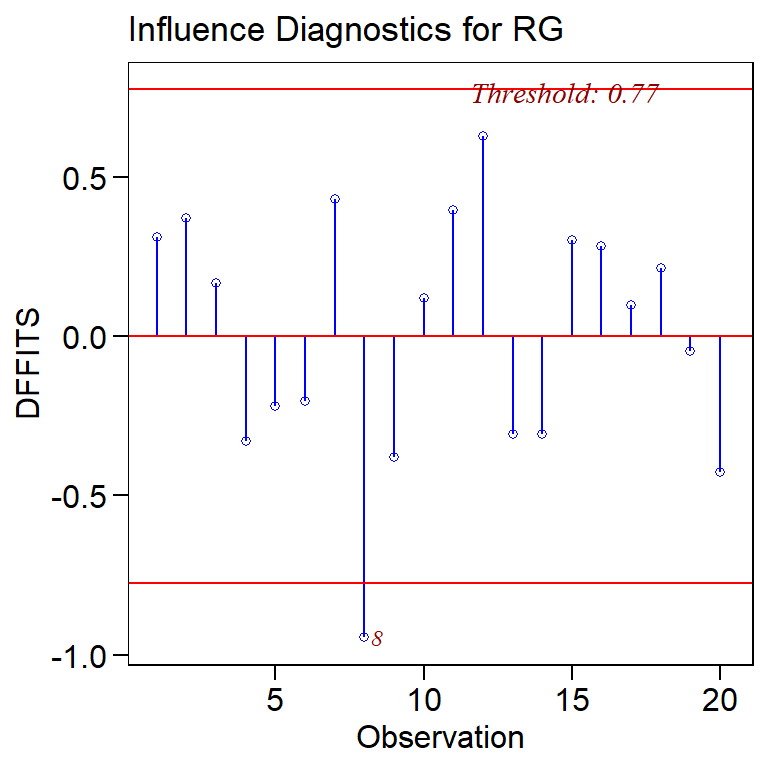 Influence Diagnostics for RG
Threshold: 0.77
0.5
0.0
-0.5
-1.0
DFFITS
8
5 10 15 20
Observation